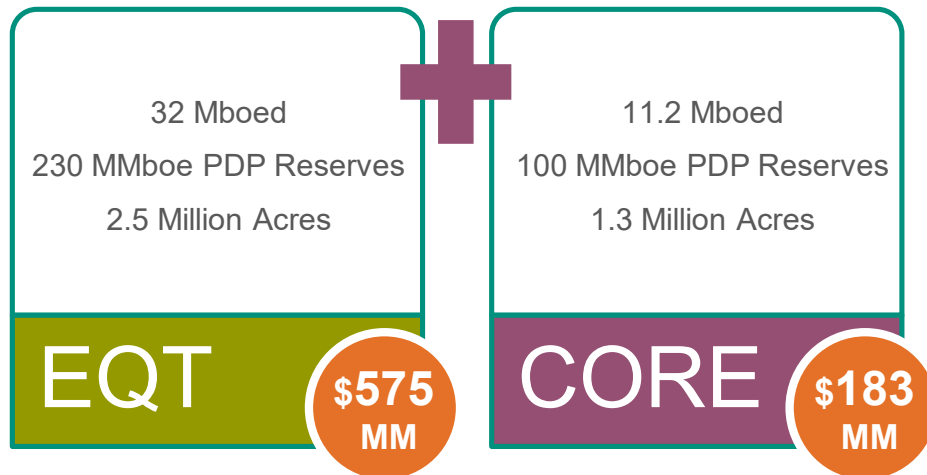 32 Mboed
230 MMboe PDP Reserves
2.5 Million Acres
EQT
$575
MM
11.2 Mboed
100 MMboe PDP Reserves
1.3 Million Acres
CORE
$183
MM